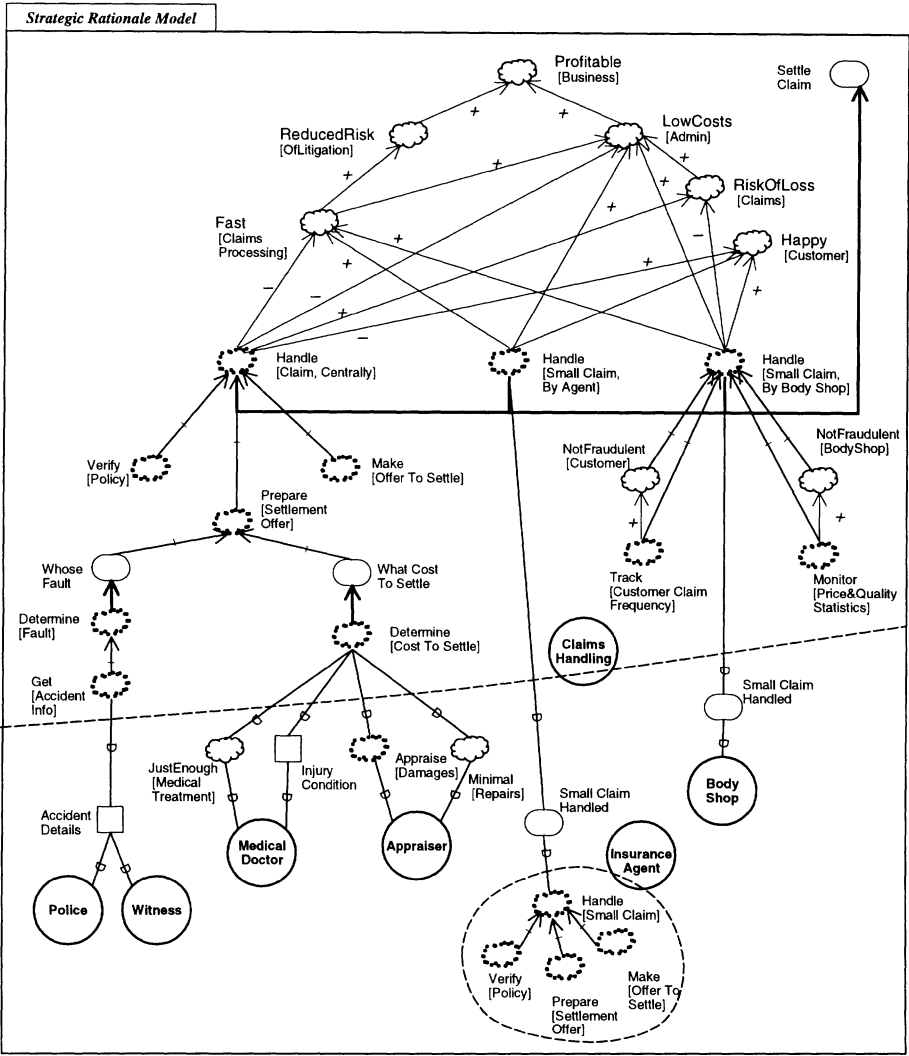 Strategic Rationale Model
Profitable
[Business]
Settle
Claim
ReducedRisk
[OfLitigation]
LowCosts
[Admin]
RiskOfLoss
[Claims]
Fast
[Claims
Processing]
Happy
[Customer]
+
+
+
+
+
+
+
+
+
+
+
+
–
–
–
–
Handle
[Claim, Centrally]
Handle
[Small Claim,
By Agent]
Handle
[Small Claim,
By Body Shop]
Verify
[Policy]
Make
[Offer To Settle]
NotFraudulent
[Customer]
NotFraudulent
[BodyShop]
Prepare
[Settlement
Offer]
+
+
Whose
Fault
What Cost
To Settle
Track
[Customer Claim
Frequency]
Monitor
[Price&Quality
Statistics]
Determine
[Fault]
Determine
[Cost To Settle]
Claims
Handling
Get
[Accident
Info]
Small Claim
Handled
JustEnough
[Medical
Treatment]
Injury
Condition
Appraise
[Damages]
Minimal
[Repairs]
Body
Shop
Accident
Details
Small Claim
Handled
Medical
Doctor
Appraiser
Insurance
Agent
Police
Witness
Handle
[Small Claim]
Verify
[Policy]
Prepare
[Settlement
Offer]
Make
[Offer To
Settle]